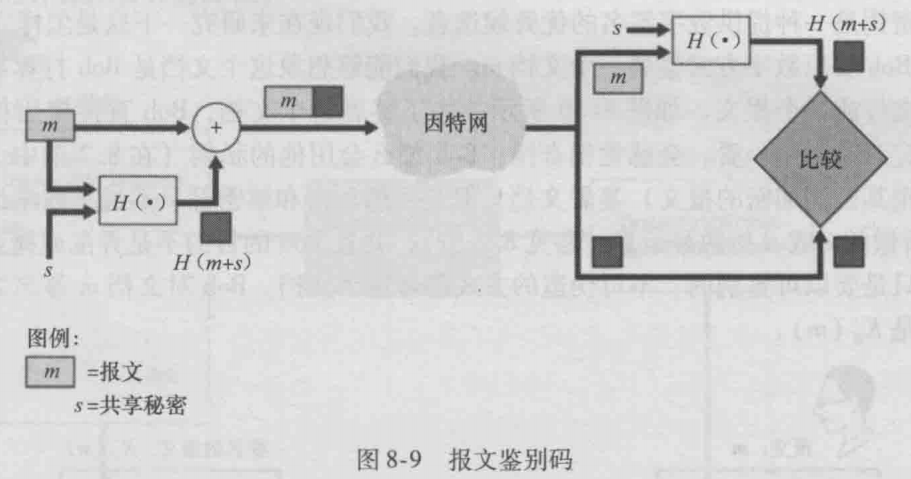 s
H(·)
H(m+s)
m
m
m
+
因特网
比较
H(·)
s
H(m+s)
图例:
m =报文
s=共享秘密
图 8-9 报文鉴别码